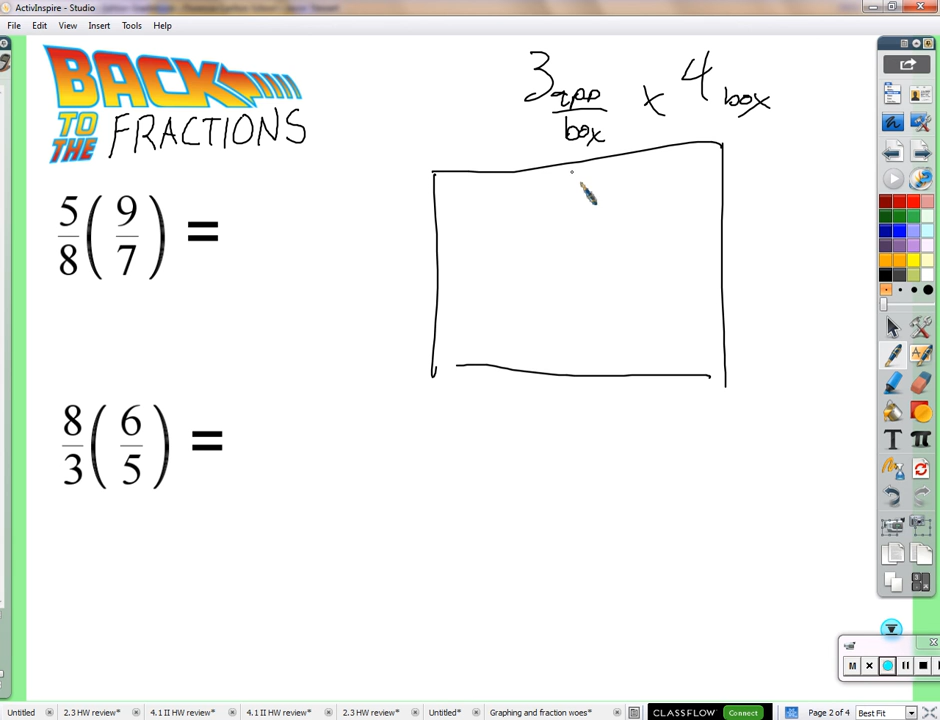 ActivInspire - Studio
File Edit View Insert Tools Help
BACK
TO
THE FRACTIONS
3 app/box x 4 box
5/8 ( 9/7 ) =
8/3 ( 6/5 ) =
T π
M
Untitled 2.3 HW review* 4.1 II HW review* 4.1 II HW review* 2.3 HW review* Untitled* Graphing and fraction woes* CLASSFLOW Connect Page 2 of 4 Best Fit